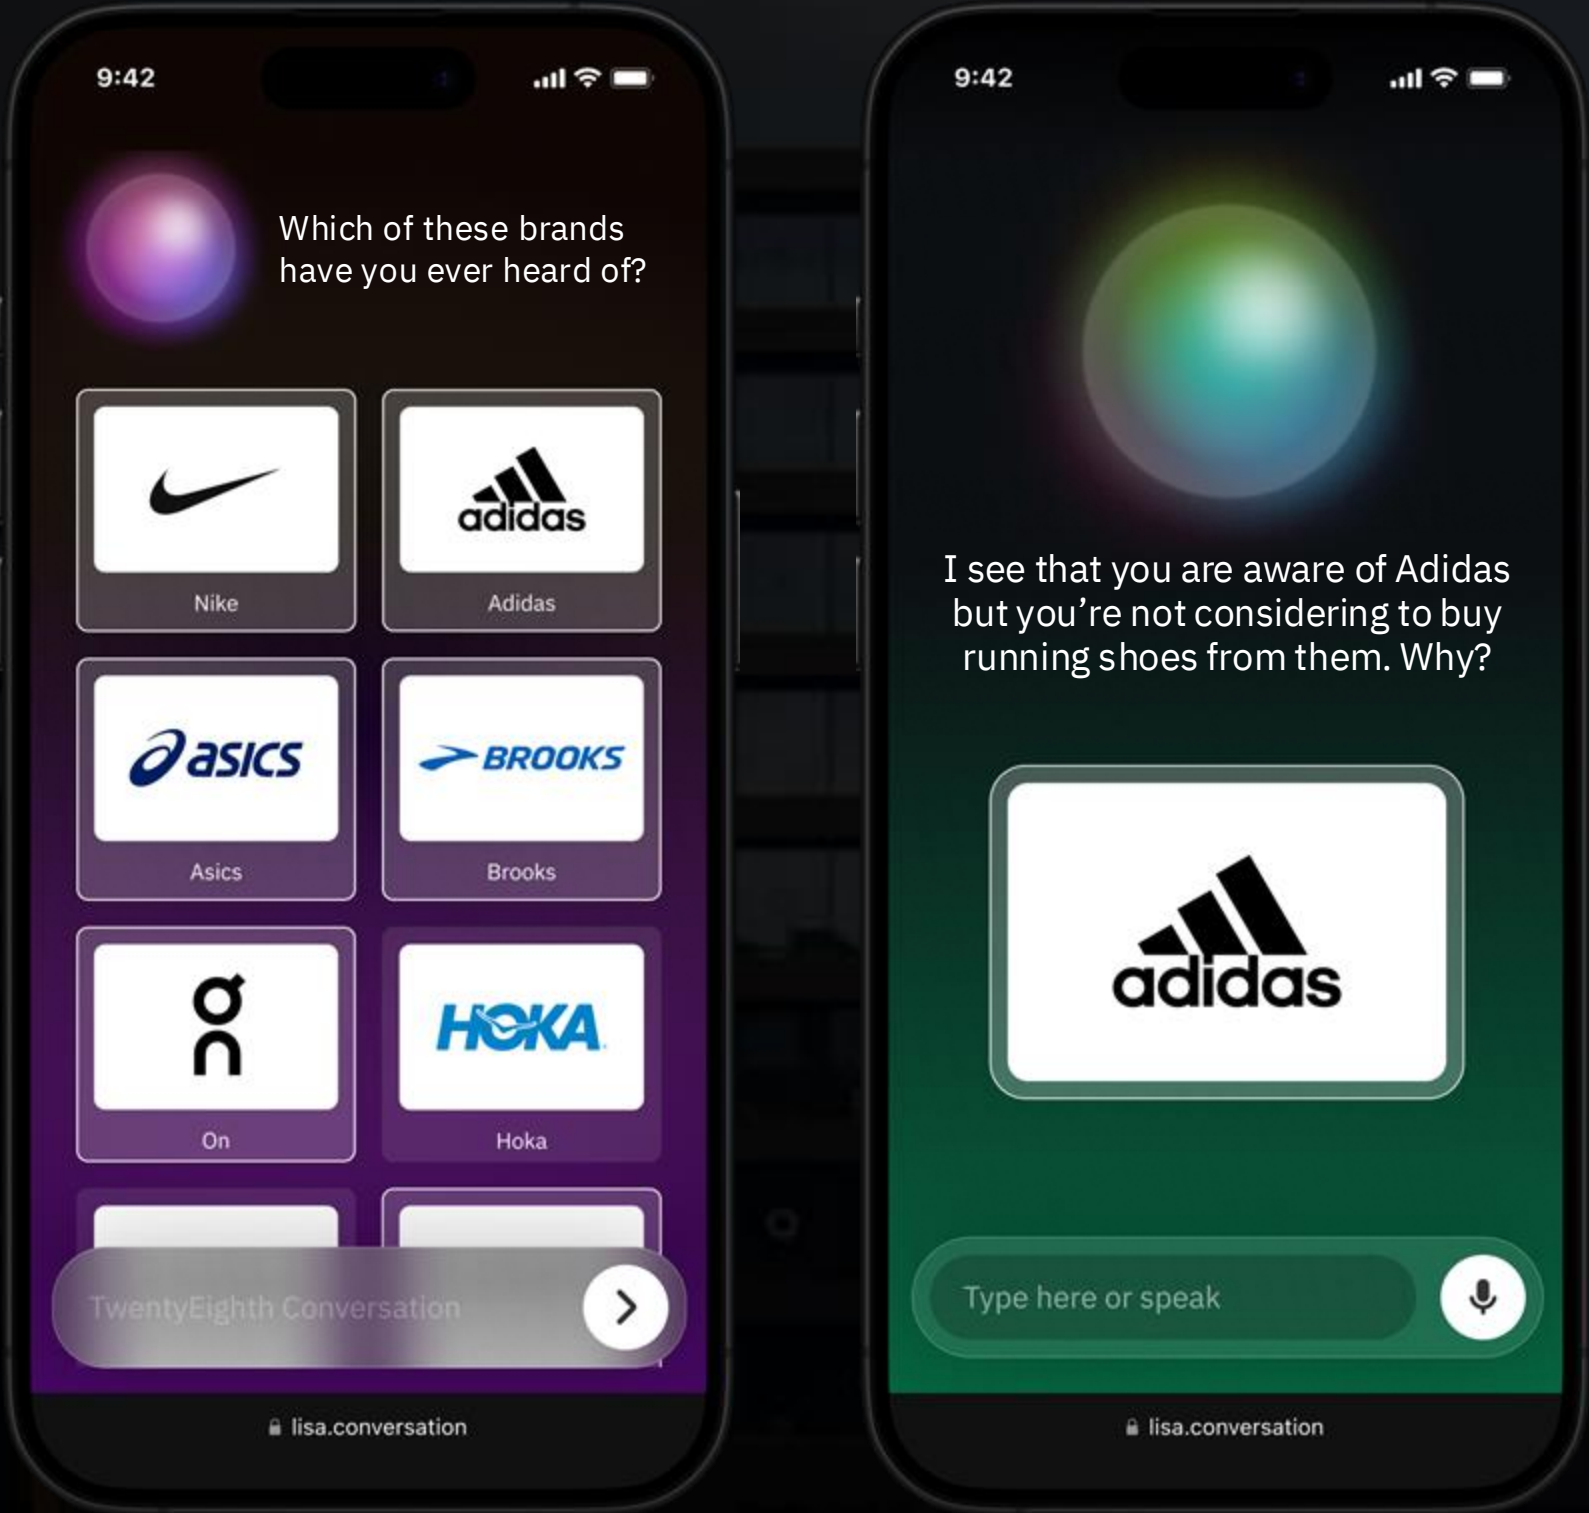 9:42
Which of these brands
have you ever heard of?
adidas
Nike
Adidas
asics
BROOKS
Asics
Brooks
On
HOKA
On
Hoka
TwentyEighth Conversation
lisa.conversation
9:42
I see that you are aware of Adidas
but you’re not considering to buy
running shoes from them. Why?
adidas
Type here or speak
lisa.conversation